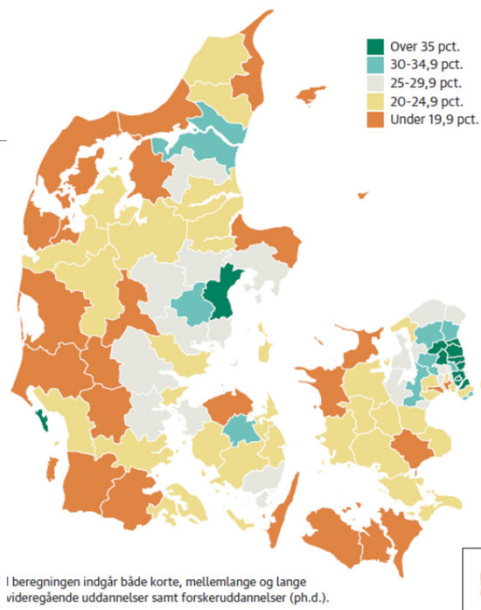 Over 35 pct.
30-34,9 pct.
25-29,9 pct.
20-24,9 pct.
Under 19,9 pct.
I beregningen indgår både korte, mellemlange og lange
videregående uddannelser samt forskeruddannelser (ph.d.).